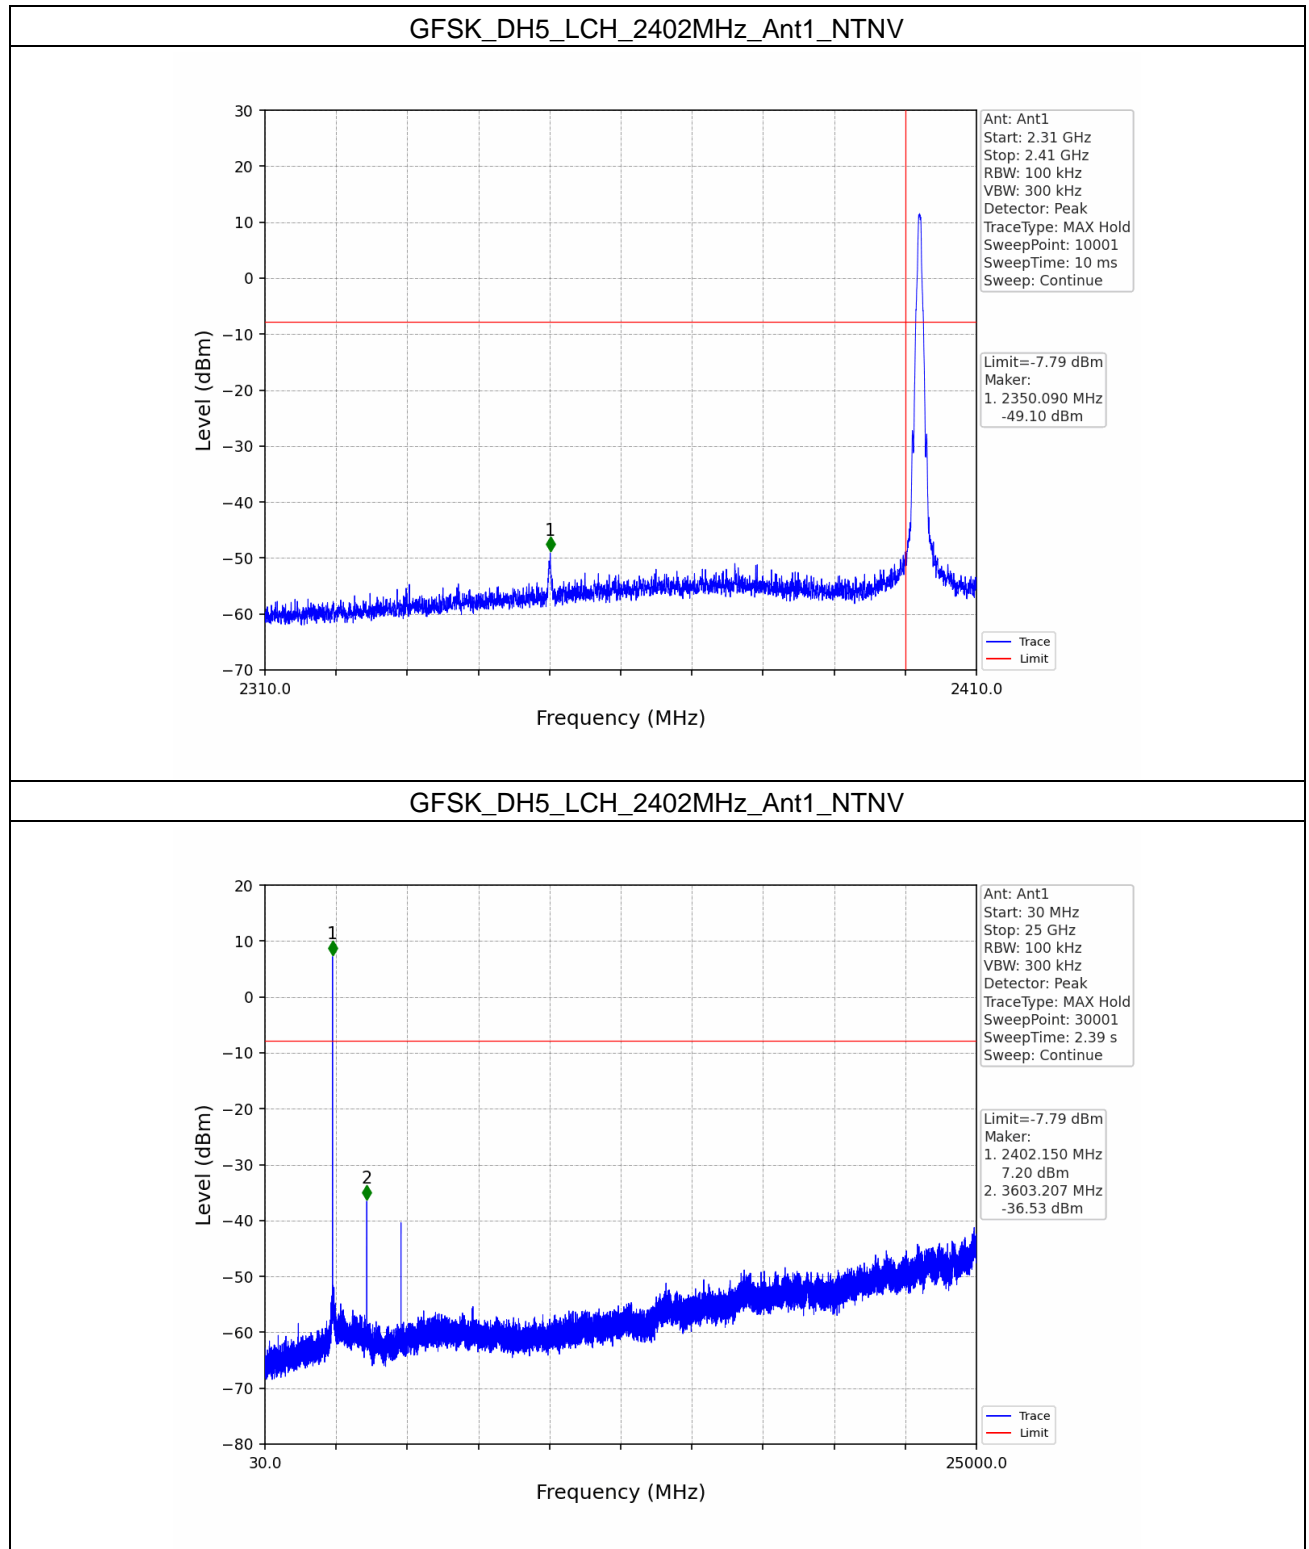 GFSK_DH5_LCH_2402MHz_Ant1_NTNV
30
20
10
0
−10
−20
−30
−40
−50
−60
−70
Level (dBm)
1
2310.0
2410.0
Frequency (MHz)
Ant: Ant1
Start: 2.31 GHz
Stop: 2.41 GHz
RBW: 100 kHz
VBW: 300 kHz
Detector: Peak
TraceType: MAX Hold
SweepPoint: 10001
SweepTime: 10 ms
Sweep: Continue
Limit=-7.79 dBm
Maker:
1. 2350.090 MHz
-49.10 dBm
Trace
Limit
GFSK_DH5_LCH_2402MHz_Ant1_NTNV
20
10
0
−10
−20
−30
−40
−50
−60
−70
−80
Level (dBm)
1
2
30.0
25000.0
Frequency (MHz)
Ant: Ant1
Start: 30 MHz
Stop: 25 GHz
RBW: 100 kHz
VBW: 300 kHz
Detector: Peak
TraceType: MAX Hold
SweepPoint: 30001
SweepTime: 2.39 s
Sweep: Continue
Limit=-7.79 dBm
Maker:
1. 2402.150 MHz
7.20 dBm
2. 3603.207 MHz
-36.53 dBm
Trace
Limit